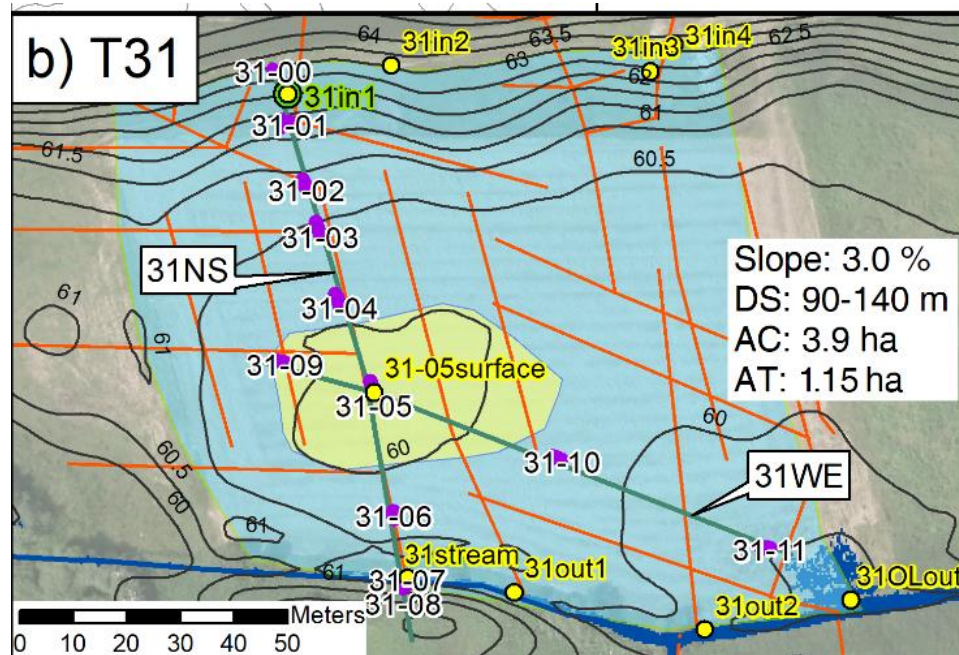 b) T31
64
31in2
63.5
31in3
31in4
62.5
31-00
63
62
31in1
61
31-01
61.5
60.5
31-02
31-03
31NS
Slope: 3.0 %
DS: 90-140 m
AC: 3.9 ha
AT: 1.15 ha
61
31-04
61
31-09
31-05surface
31-05
60
60
31-10
60.5
31WE
60
31-06
61
31-11
31stream
61
31-07
31out1
31OLout
31-08
31out2
Meters
0 10 20 30 40 50